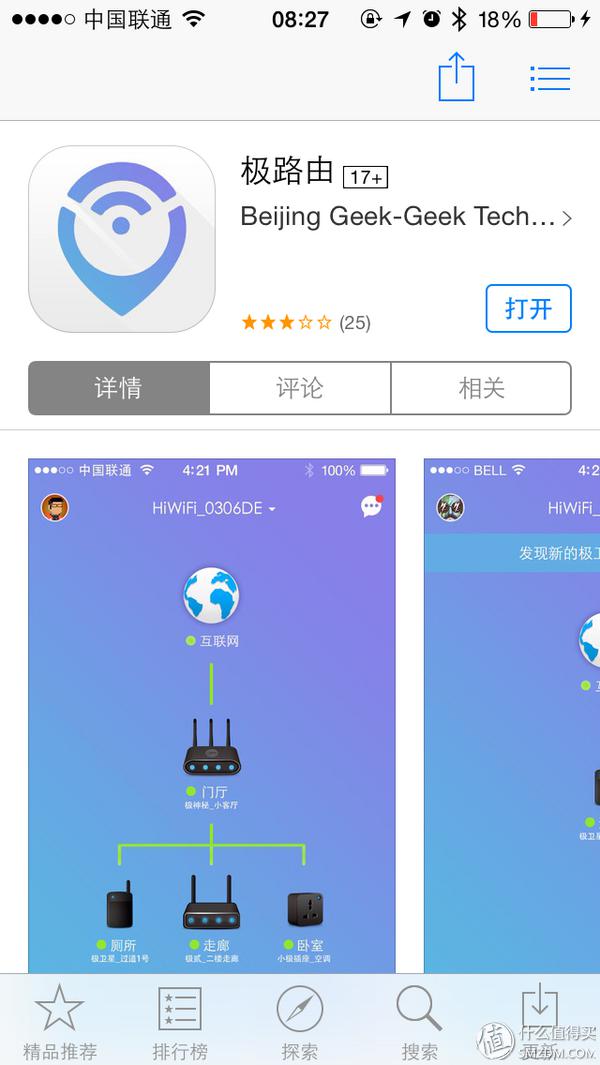 中国联通 08:27 18%
极路由 17+
Beijing Geek-Geek Tech...
(25)
打开
详情 评论 相关
中国联通 4:21 PM 100%
HiWiFi_0306DE
互联网
门厅
极神秘_小客厅
厕所 走廊 卧室
极卫星_过道1号 极贰_二楼走廊 小极插座_空调
BELL 4:2
HiWiFi_
发现新的极卫
精品推荐 排行榜 探索 搜索 更新
值 什么值得买
SMZDM.COM